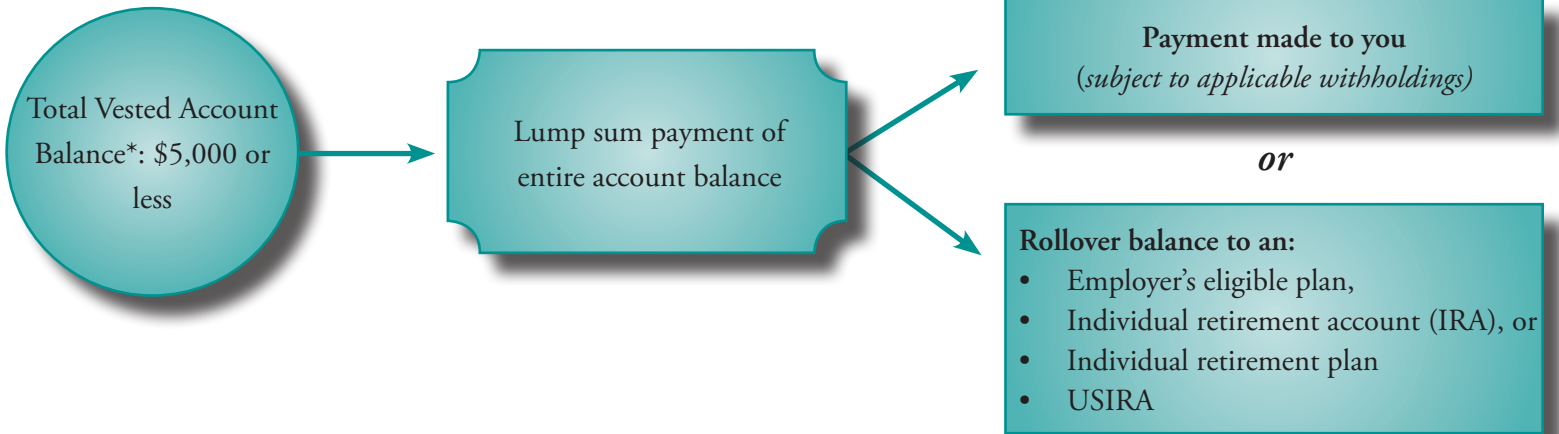 Total Vested Account
Balance*: $5,000 or
less
Lump sum payment of
entire account balance
Payment made to you
(subject to applicable withholdings)
or
Rollover balance to an:
• Employer’s eligible plan,
• Individual retirement account (IRA), or
• Individual retirement plan
• USIRA